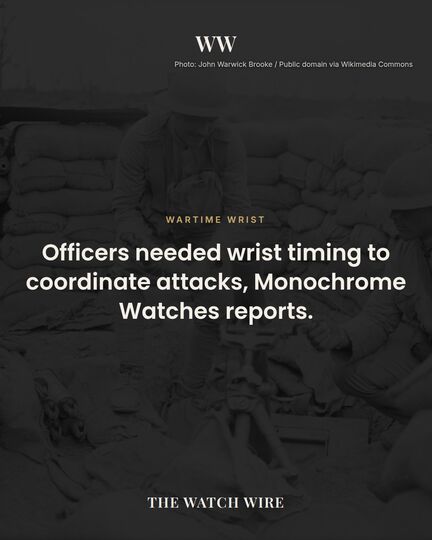 WW
Photo: John Warwick Brooke / Public domain via Wikimedia Commons
WARTIME WRIST
Officers needed wrist timing to
coordinate attacks, Monochrome
Watches reports.
THE WATCH WIRE